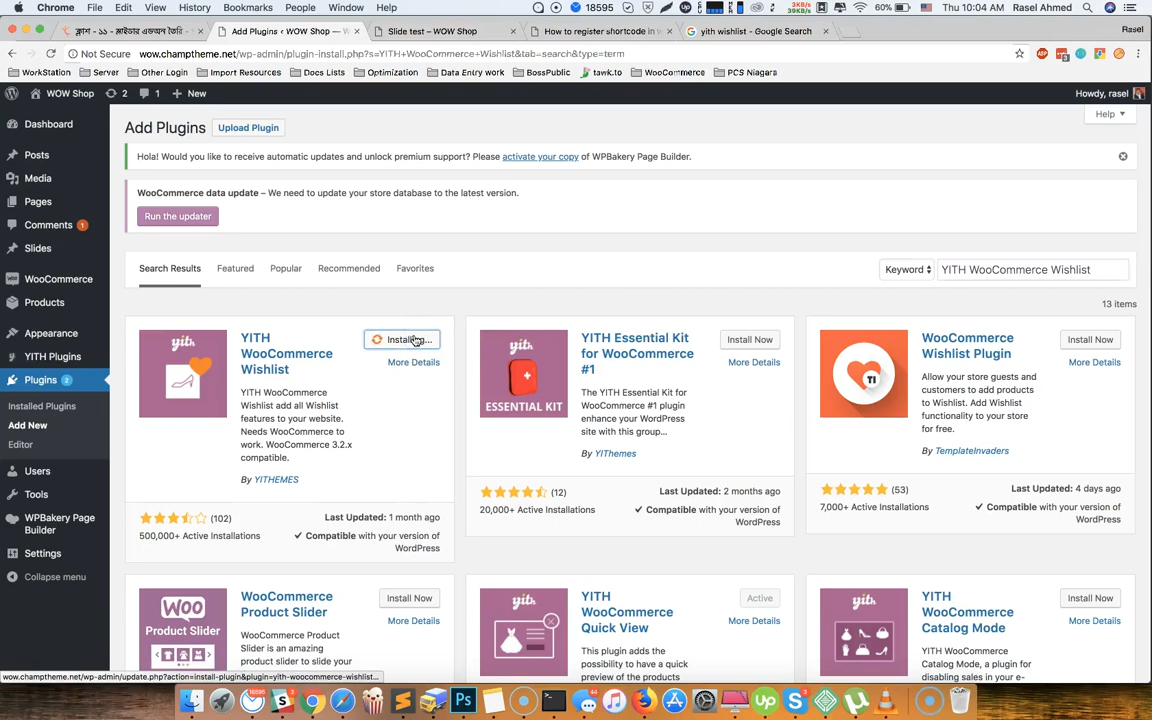 Chrome File Edit View History Bookmarks People Window Help 18595 3KB/s 39KB/s 60% Thu 10:04 AM Rasel Ahmed
ক্লাশ - ১১ - স্লাইডার এডঅন তৈরি - Add Plugins ‹ WOW Shop — W Slide test – WOW Shop How to register shortcode in v yith wishlist - Google Search Rasel
Not Secure www.champtheme.net/wp-admin/plugin-install.php?s=YITH+WooCommerce+Wishlist&tab=search&type=term
WorkStation Server Other Login Import Resources Docs Lists Optimization Data Entry work BossPublic tawk.to WooCommerce PCS Niagara
WOW Shop 2 1 New Howdy, rasel
Help
Dashboard
Posts
Media
Pages
Comments 1
Slides
WooCommerce
Products
Appearance
YITH Plugins
Plugins 2
Installed Plugins
Add New
Editor
Users
Tools
WPBakery Page
Builder
Settings
Collapse menu
Add Plugins Upload Plugin
Hola! Would you like to receive automatic updates and unlock premium support? Please activate your copy of WPBakery Page Builder.
WooCommerce data update – We need to update your store database to the latest version.
Run the updater
Search Results Featured Popular Recommended Favorites Keyword YITH WooCommerce Wishlist
13 items
yith
YITH
WooCommerce
Wishlist
Installing...
More Details
YITH WooCommerce
Wishlist add all Wishlist
features to your website.
Needs WooCommerce to
work. WooCommerce 3.2.x
compatible.
By YITHEMES
(102)
500,000+ Active Installations
Last Updated: 1 month ago
Compatible with your version of
WordPress
yith
ESSENTIAL KIT
YITH Essential Kit
for WooCommerce
#1
Install Now
More Details
The YITH Essential Kit for
WooCommerce #1 plugin
enhance your WordPress
site with this group...
By YIThemes
(12)
20,000+ Active Installations
Last Updated: 2 months ago
Compatible with your version of
WordPress
TI
WooCommerce
Wishlist Plugin
Install Now
More Details
Allow your store guests and
customers to add products
to Wishlist. Add Wishlist
functionality to your store
for free.
By TemplateInvaders
(53)
7,000+ Active Installations
Last Updated: 4 days ago
Compatible with your version of
WordPress
Woo
Product Slider
WooCommerce
Product Slider
Install Now
More Details
WooCommerce Product
Slider is an amazing
product slider to slide your
yith
YITH
WooCommerce
Quick View
Active
More Details
This plugin adds the
possibility to have a quick
preview of the products
yith
YITH
WooCommerce
Catalog Mode
Install Now
More Details
YITH WooCommerce
Catalog Mode, a plugin for
disabling sales in your e-
www.champtheme.net/wp-admin/update.php?action=install-plugin&plugin=yith-woocommerce-wishlist...